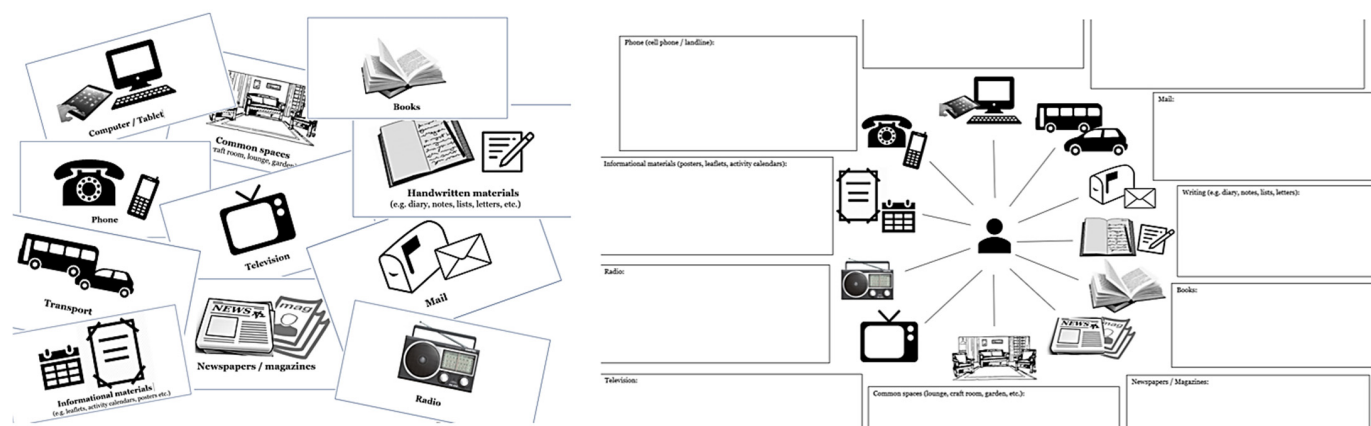 Computer / Tablet
Books
Common spaces
craft room, lounge, garden
Handwritten materials
(e.g. diary, notes, lists, letters, etc.)
Phone
Television
Transport
Mail
NEWS
mag
Newspapers / magazines
Informational materials
(e.g. leaflets, activity calendars, posters etc.)
Radio
Phone (cell phone / landline):
Mail:
Informational materials (posters, leaflets, activity calendars):
Writing (e.g. diary, notes, lists, letters):
Radio:
Books:
NEWS
Television:
Common spaces (lounge, craft room, garden, etc.):
Newspapers / Magazines: